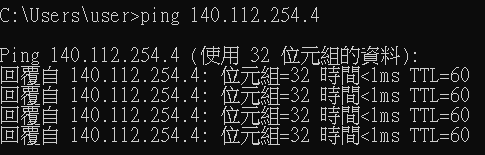 C:\Users\user>ping 140.112.254.4
Ping 140.112.254.4 (使用 32 位元組的資料):
回覆自 140.112.254.4: 位元組=32 時間<1ms TTL=60
回覆自 140.112.254.4: 位元組=32 時間<1ms TTL=60
回覆自 140.112.254.4: 位元組=32 時間<1ms TTL=60
回覆自 140.112.254.4: 位元組=32 時間<1ms TTL=60